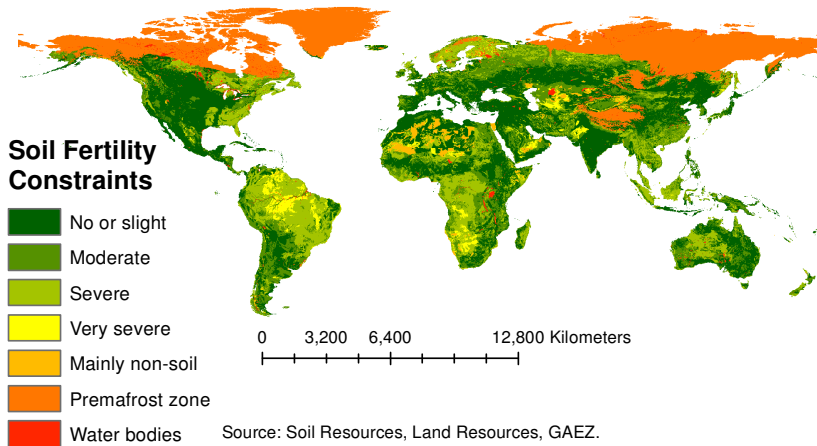 Soil Fertility
Constraints
No or slight
Moderate
Severe
Very severe
Mainly non-soil
Premafrost zone
Water bodies
0 3,200 6,400 12,800 Kilometers
Source: Soil Resources, Land Resources, GAEZ.